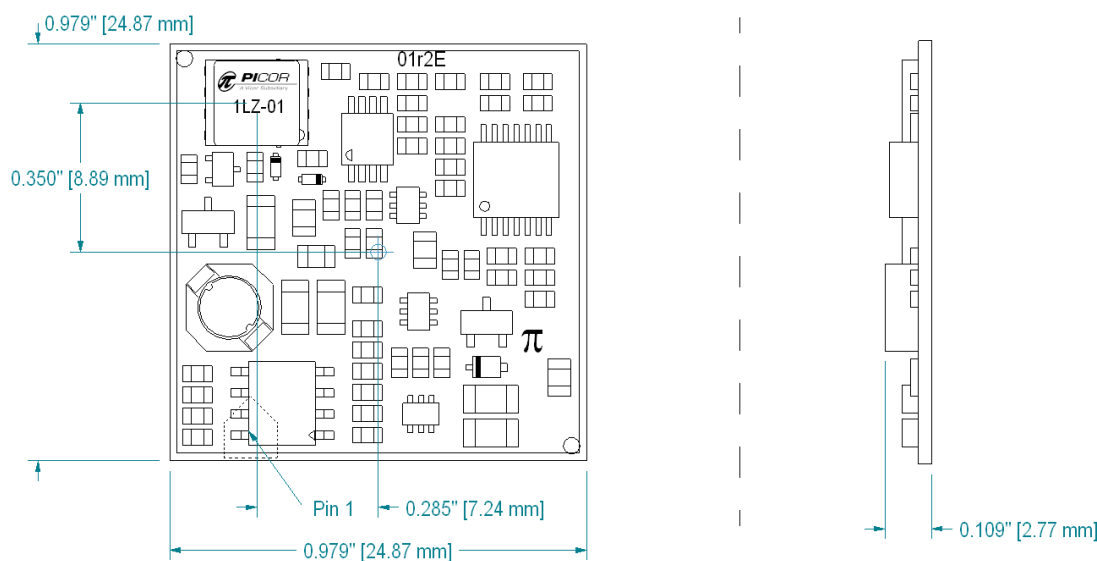 0.979" [24.87 mm]
01r2E
π PICOR
A Vicor Subsidiary
1LZ-01
0.350" [8.89 mm]
π
Pin 1
0.285" [7.24 mm]
0.979" [24.87 mm]
0.109" [2.77 mm]